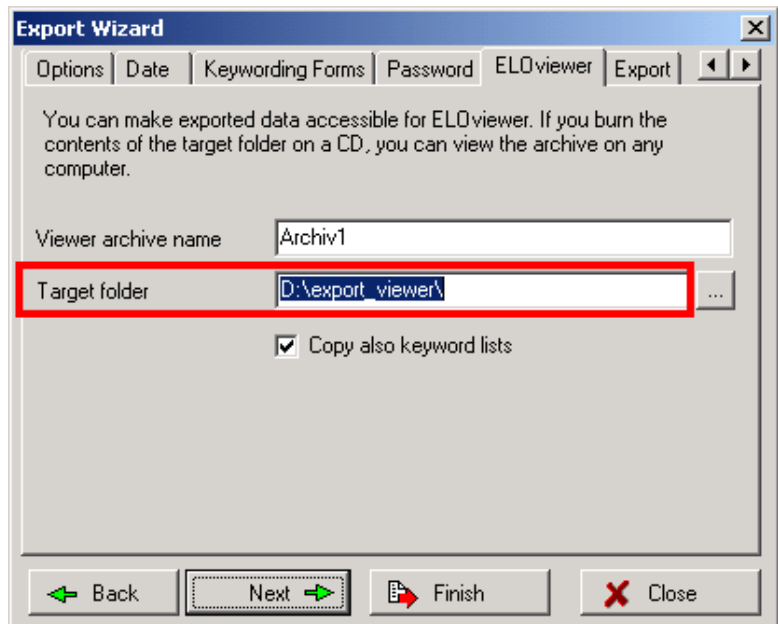 Export Wizard
Options Date Keywording Forms Password ELOviewer Export
You can make exported data accessible for ELOviewer. If you burn the
contents of the target folder on a CD, you can view the archive on any
computer.
Viewer archive name Archiv1
Target folder D:\export_viewer\ ...
Copy also keyword lists
Back Next Finish Close